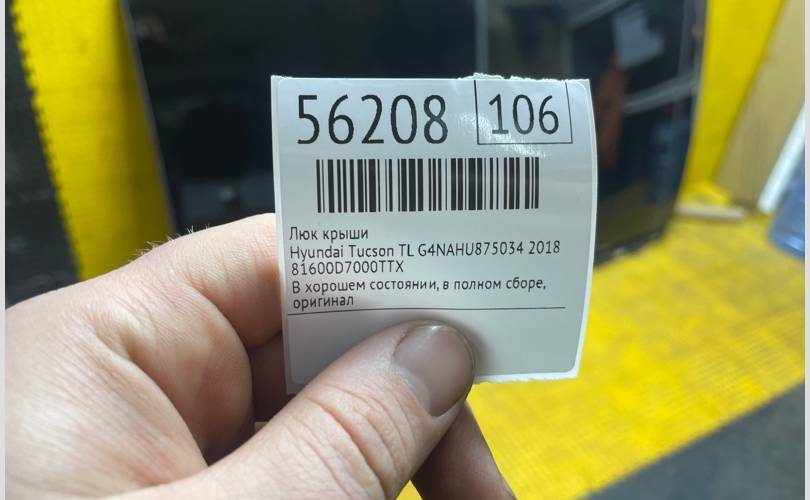 56208 106
Люк крыши
Hyundai Tucson TL G4NAHU875034 2018
81600D7000TTX
В хорошем состоянии, в полном сборе,
оригинал